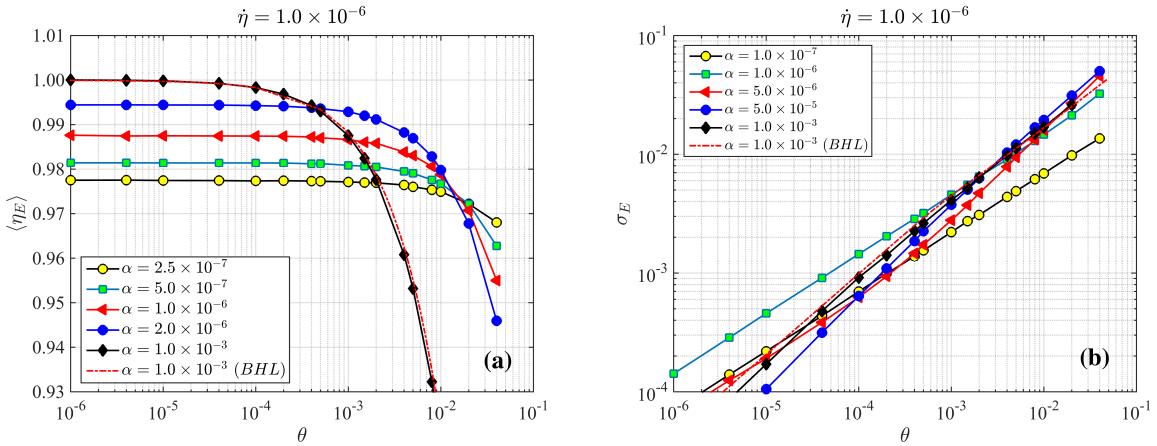 η̇ = 1.0 × 10⁻⁶
1.01
1.00
0.99
0.98
0.97
0.96
0.95
0.94
0.93
⟨η_E⟩
α = 2.5 × 10⁻⁷
α = 5.0 × 10⁻⁷
α = 1.0 × 10⁻⁶
α = 2.0 × 10⁻⁶
α = 1.0 × 10⁻³
α = 1.0 × 10⁻³ (BHL)
(a)
10⁻⁶ 10⁻⁵ 10⁻⁴ 10⁻³ 10⁻² 10⁻¹
θ
η̇ = 1.0 × 10⁻⁶
10⁻¹
10⁻²
10⁻³
10⁻⁴
σ_E
α = 1.0 × 10⁻⁷
α = 1.0 × 10⁻⁶
α = 5.0 × 10⁻⁶
α = 5.0 × 10⁻⁵
α = 1.0 × 10⁻³
α = 1.0 × 10⁻³ (BHL)
(b)
10⁻⁶ 10⁻⁵ 10⁻⁴ 10⁻³ 10⁻² 10⁻¹
θ